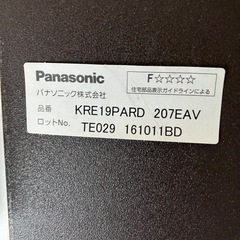 Panasonic
パナソニック株式会社
F☆☆☆☆
住宅部品表示ガイドラインによる
品番 KRE19PARD 207EAV
ロットNo. TE029 161011BD